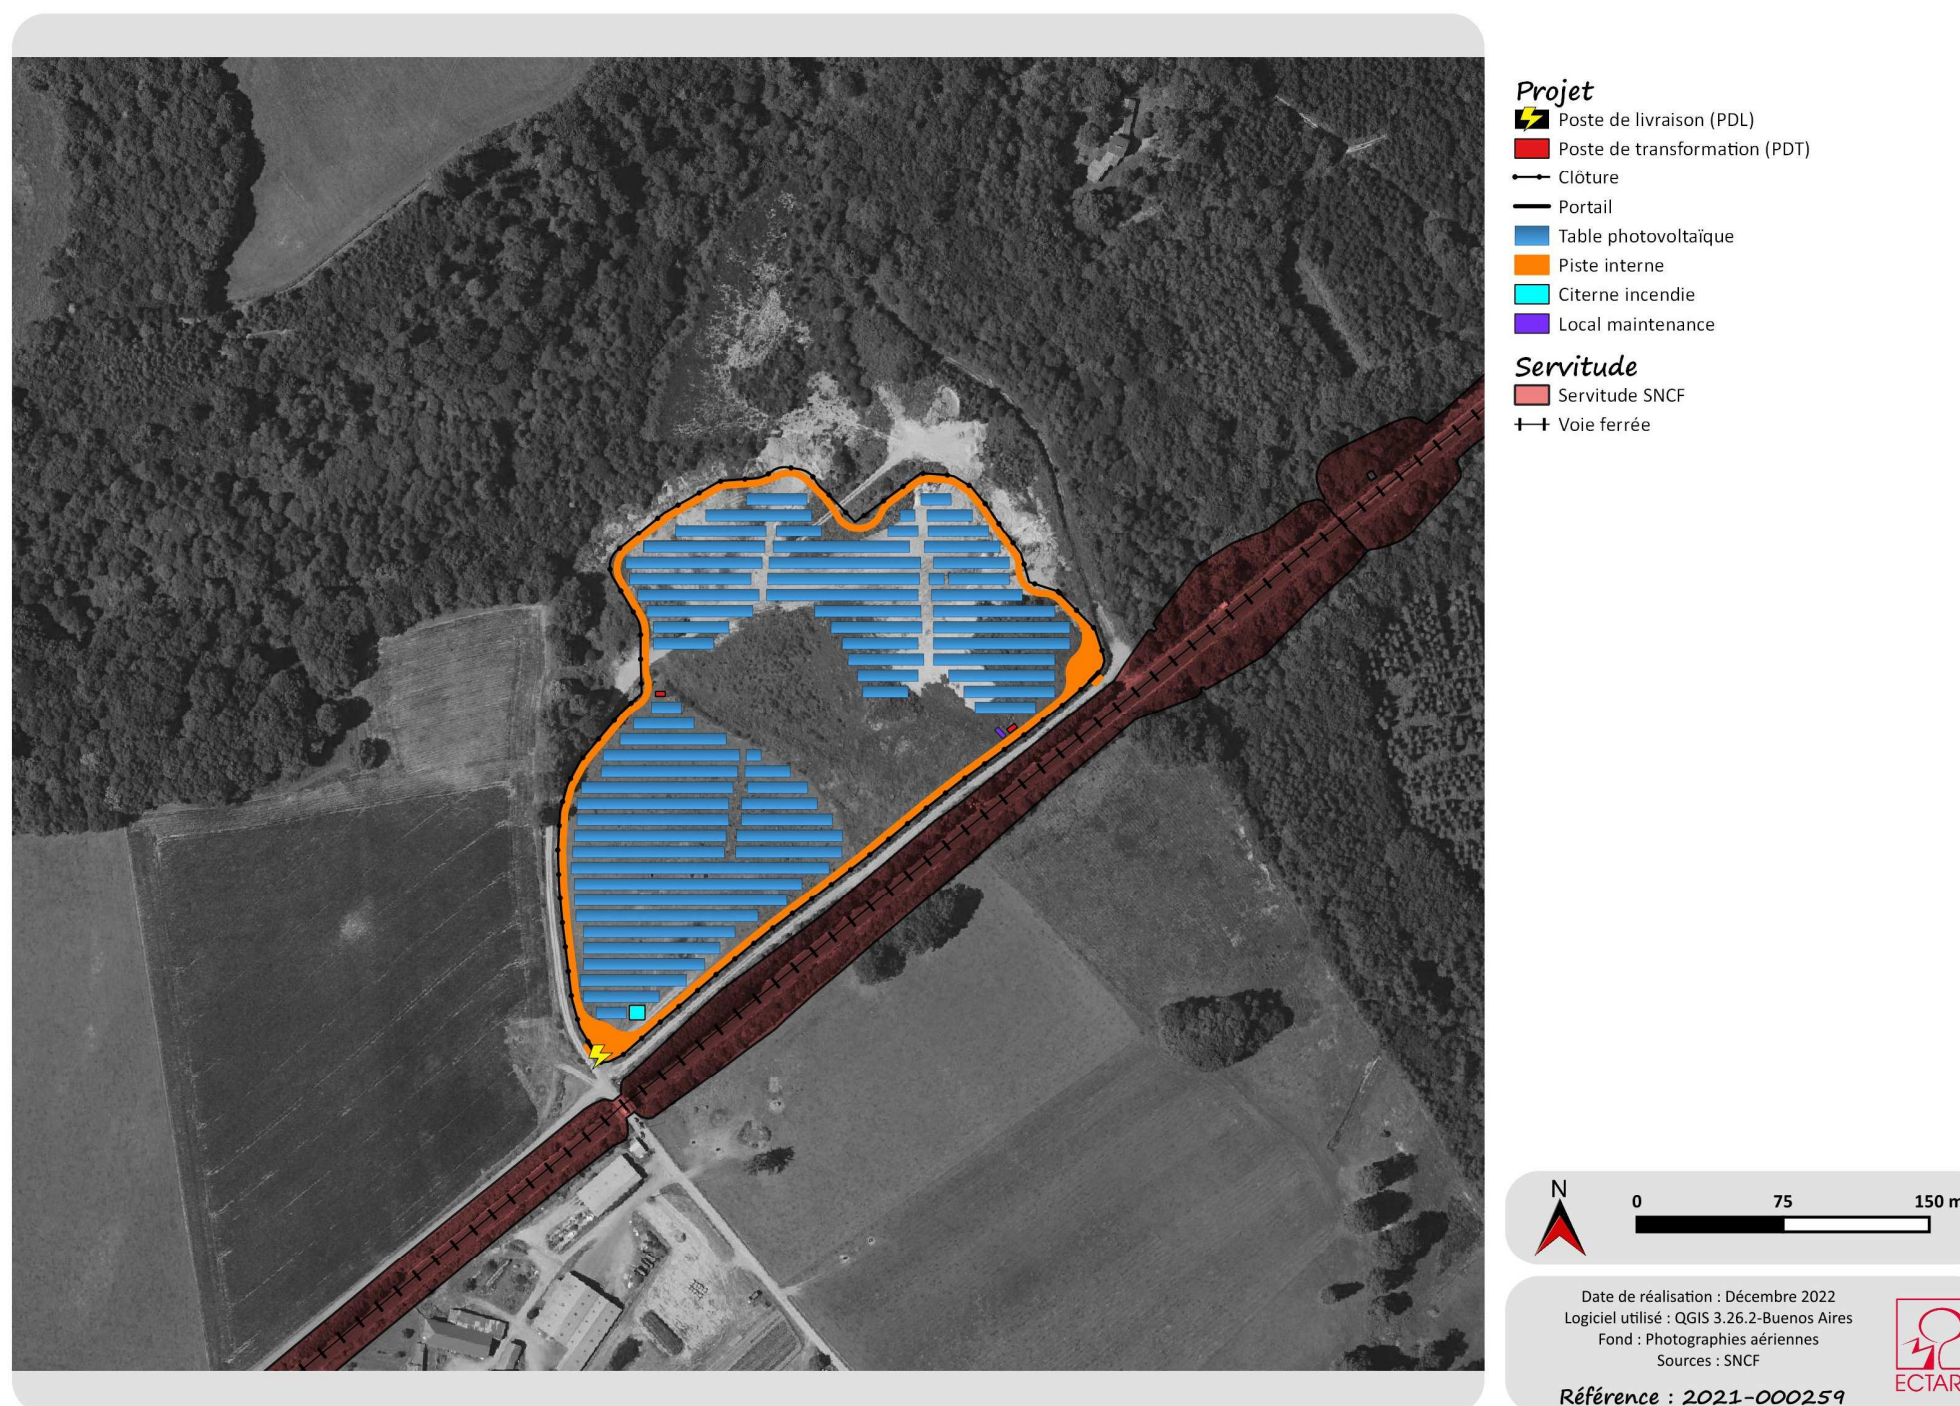 Projet
Poste de livraison (PDL)
Poste de transformation (PDT)
Clôture
Portail
Table photovoltaïque
Piste interne
Citerne incendie
Local maintenance
Servitude
Servitude SNCF
Voie ferrée
N
0 75 150 m
Date de réalisation : Décembre 2022
Logiciel utilisé : QGIS 3.26.2-Buenos Aires
Fond : Photographies aériennes
Sources : SNCF
Référence : 2021-000259
ECTAR